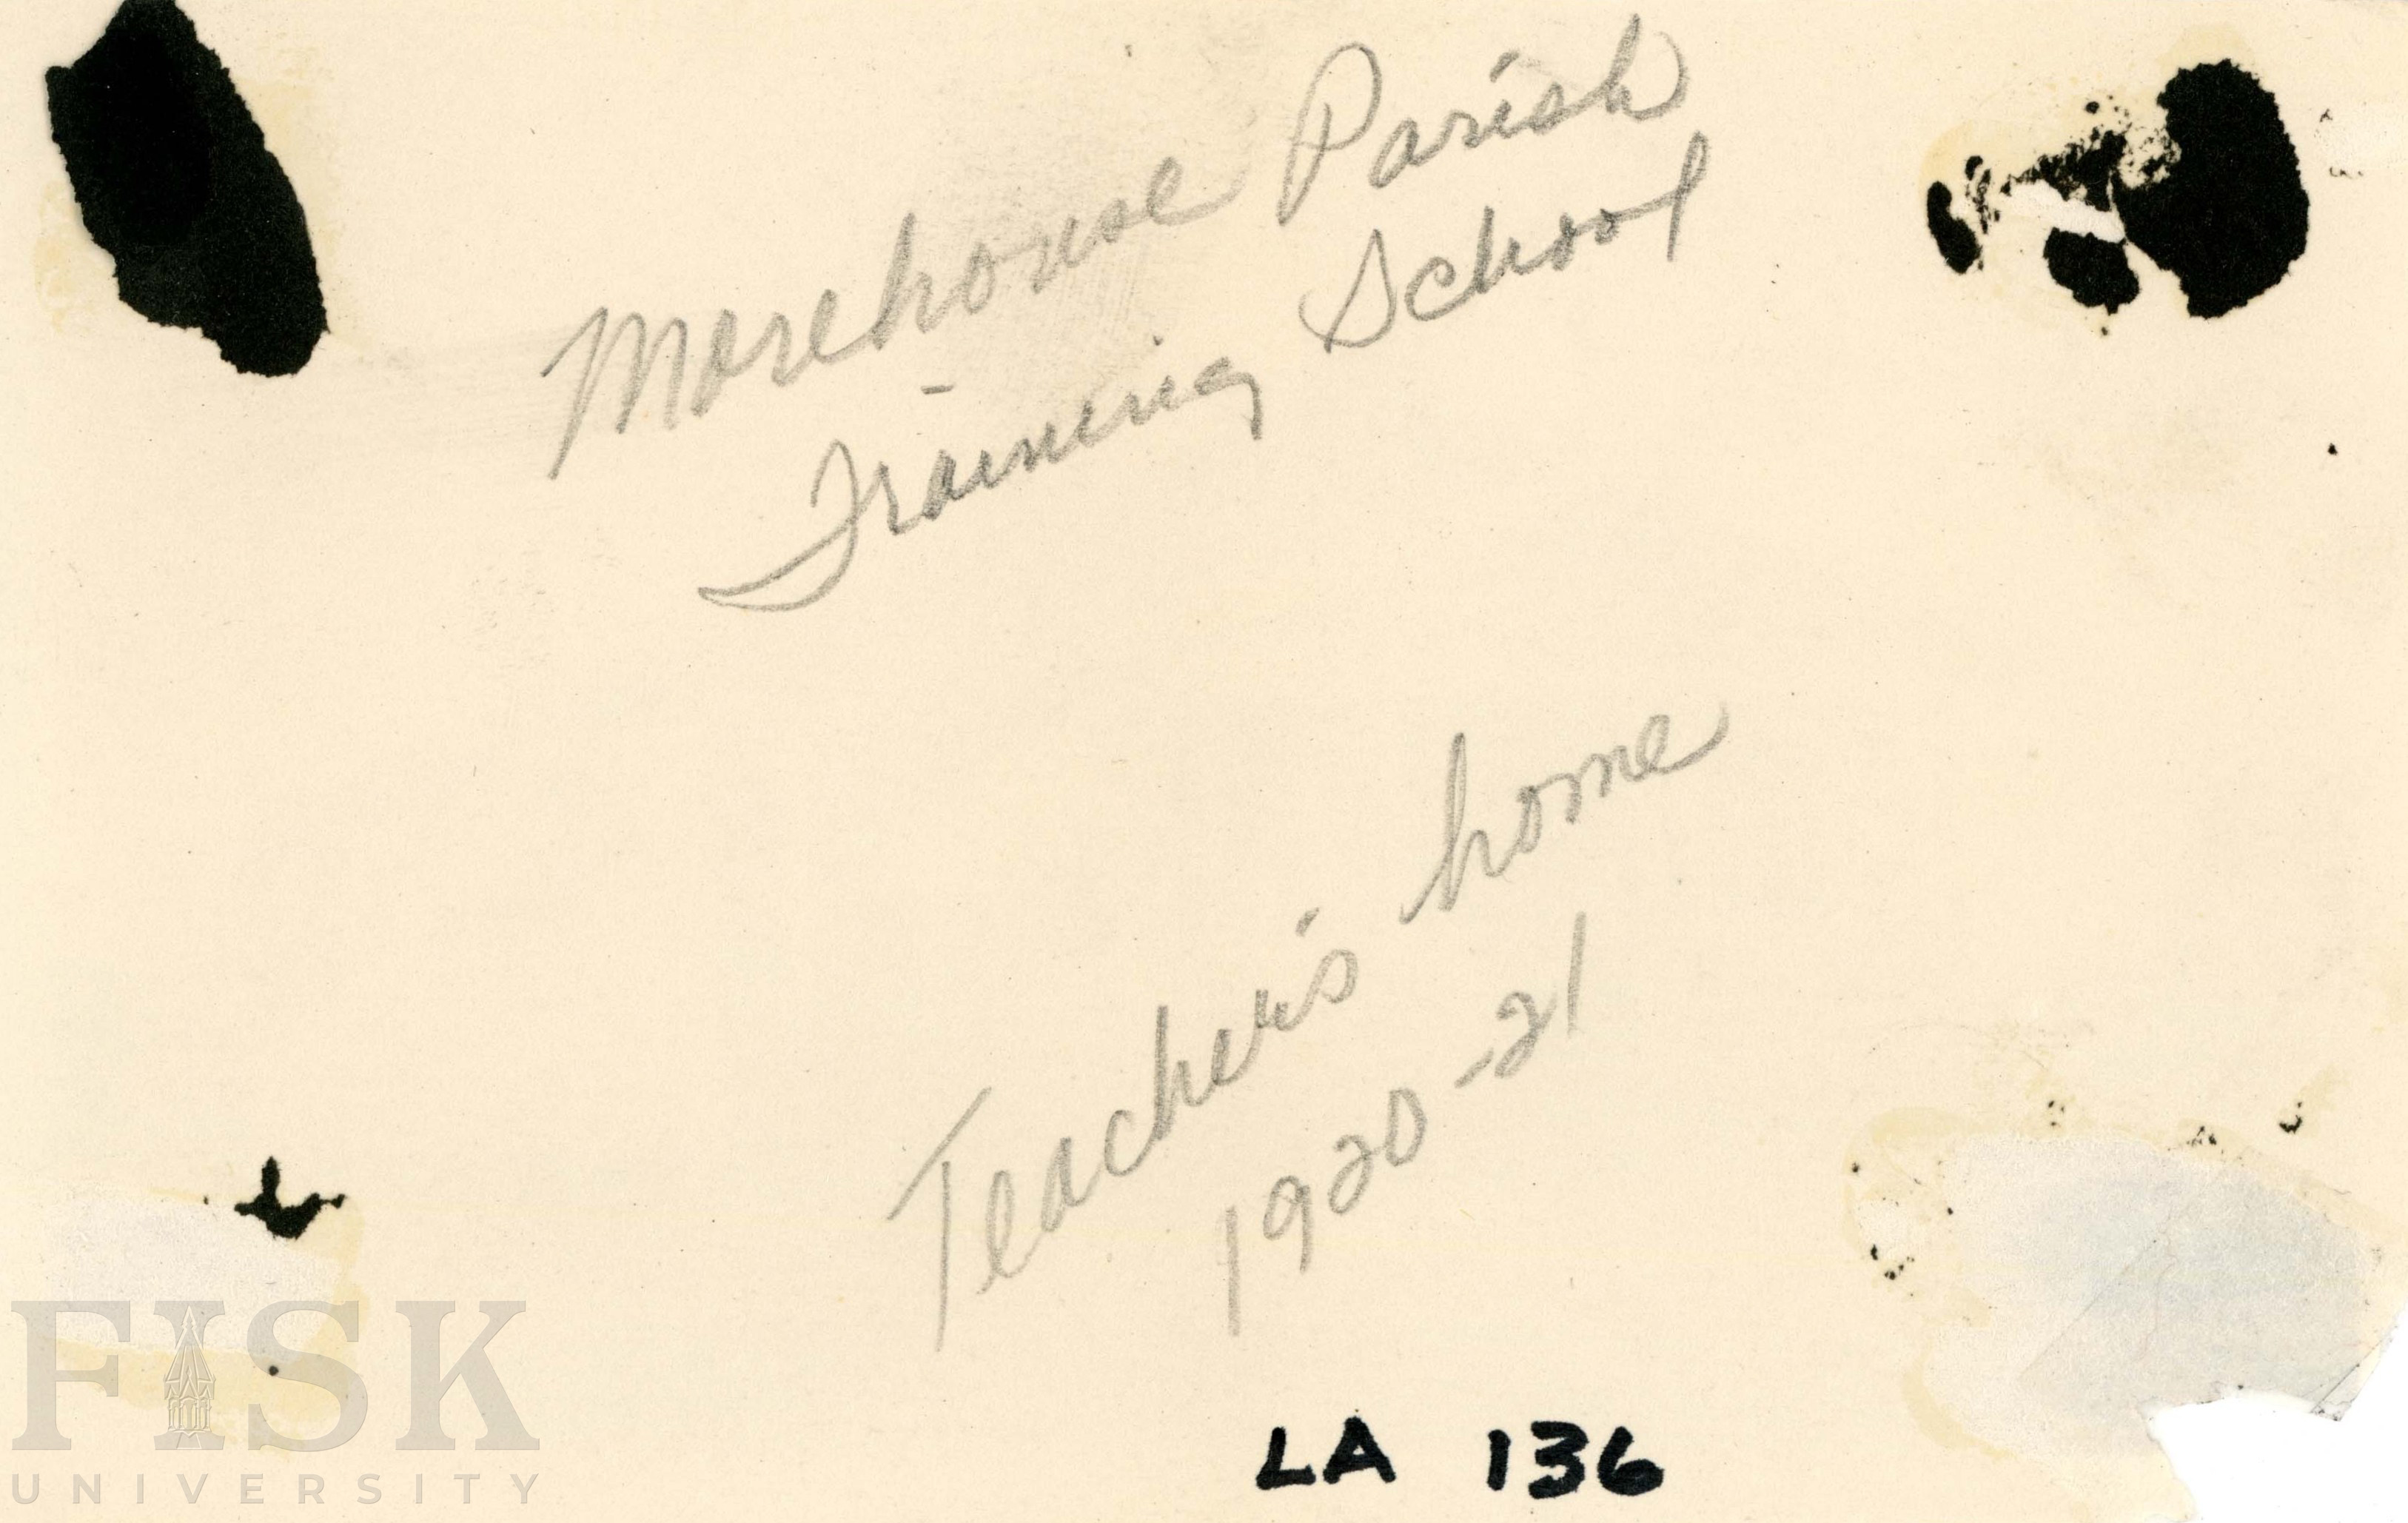 Morehouse Parish
Training School
Teacher's home
1920-21
LA 136
FISK
UNIVERSITY